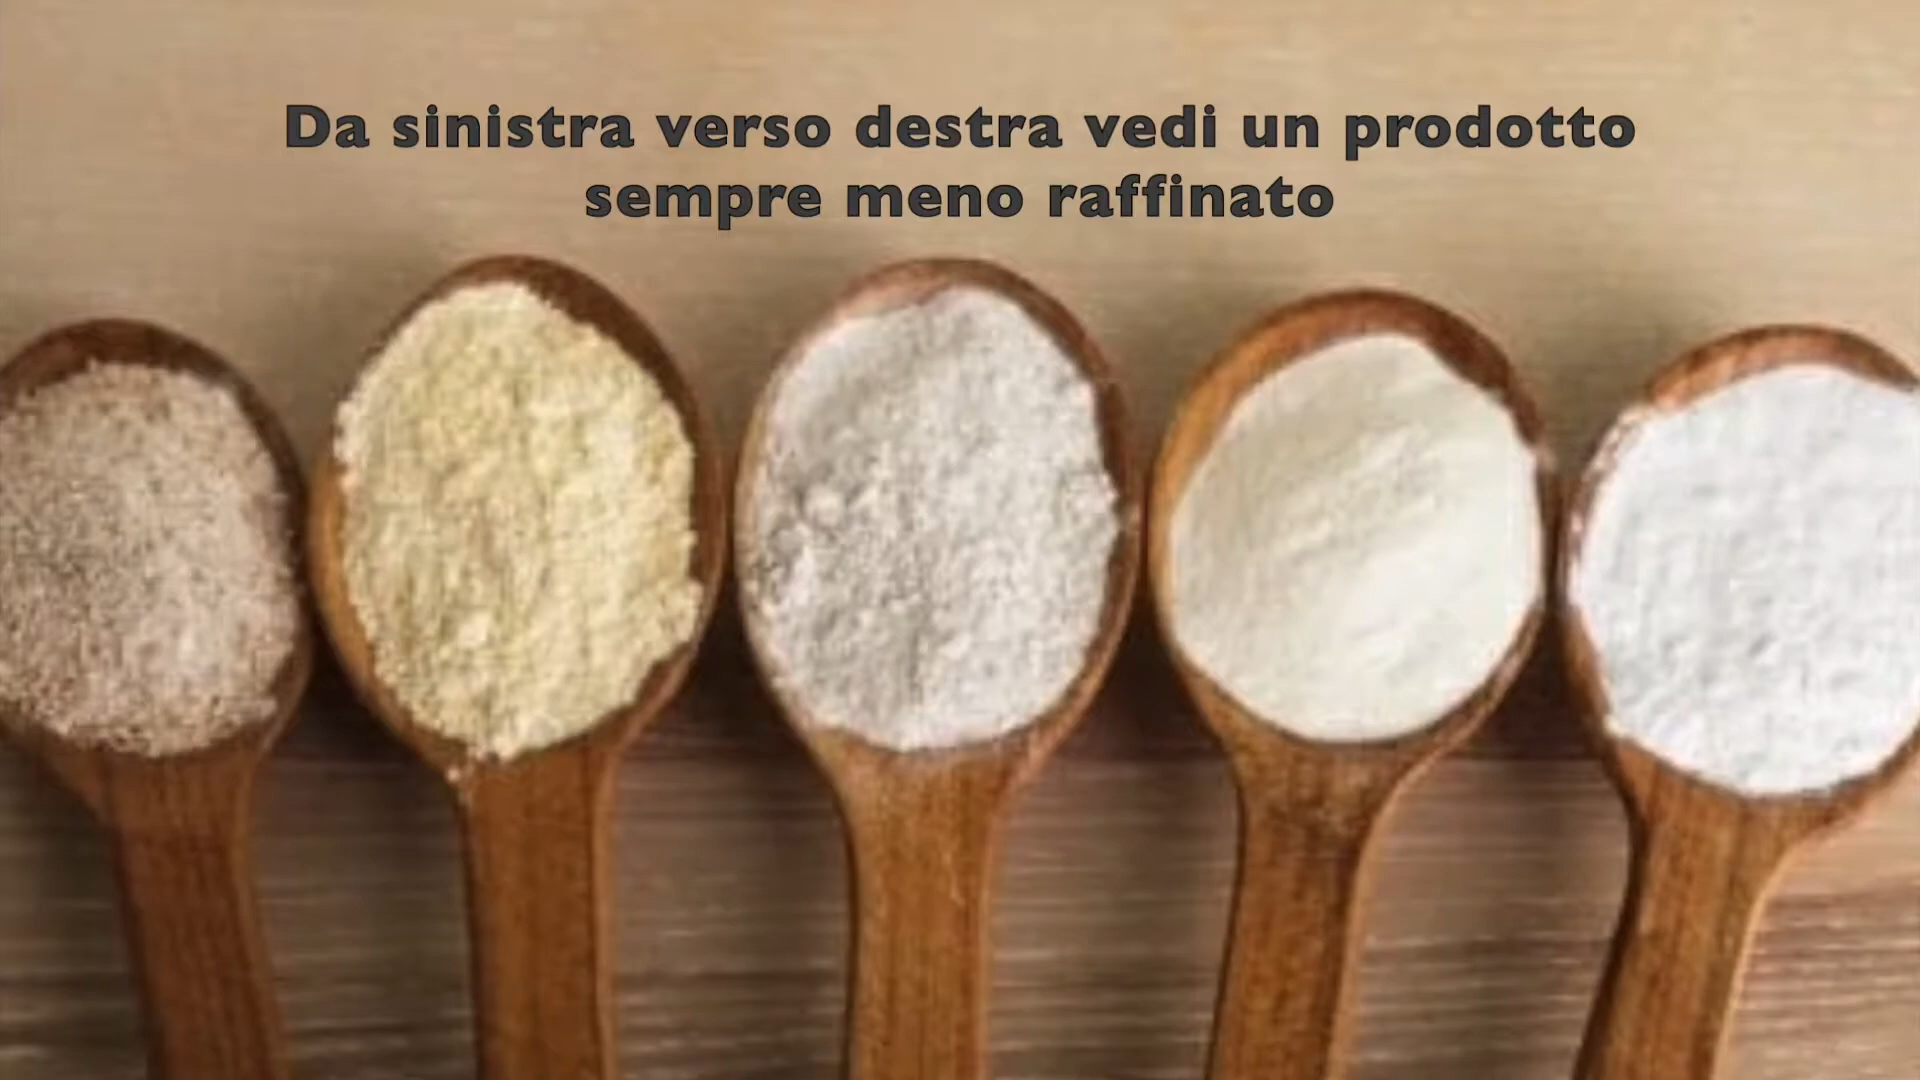 Da sinistra verso destra vedi un prodotto
sempre meno raffinato